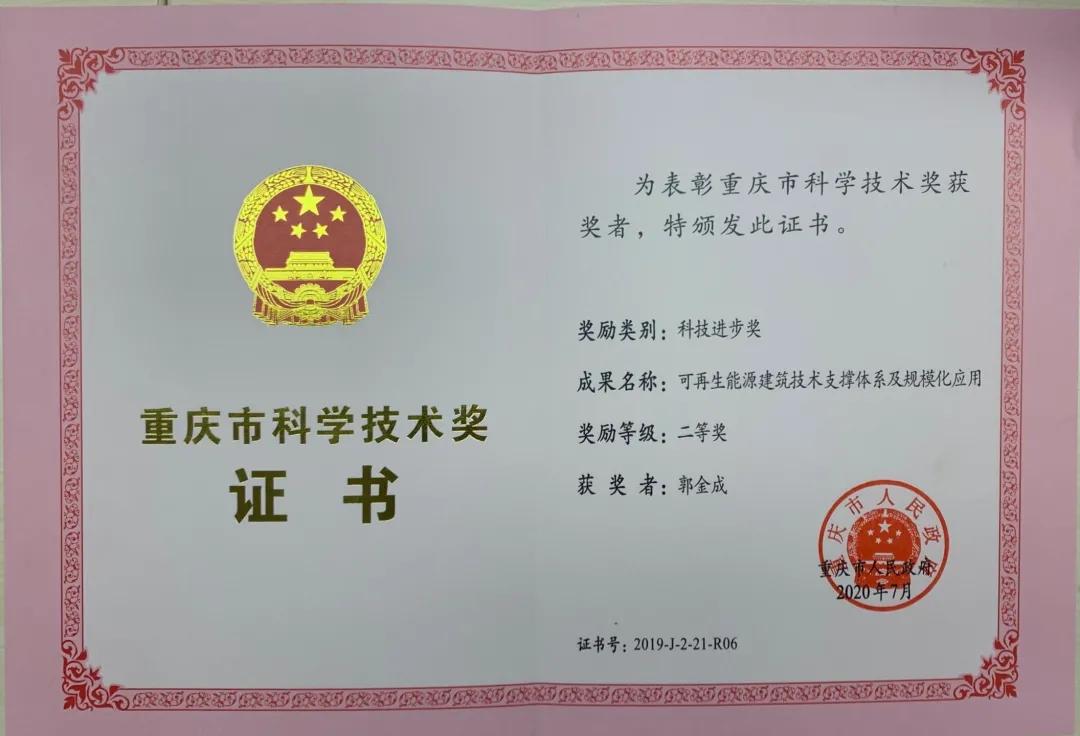 重庆市科学技术奖
证 书
为表彰重庆市科学技术奖获
奖者，特颁发此证书。
奖励类别：科技进步奖
成果名称：可再生能源建筑技术支撑体系及规模化应用
奖励等级：二等奖
获 奖 者：郭金成
重庆市人民政府
重庆市人民政府
2020年7月
证书号：2019-J-2-21-R06